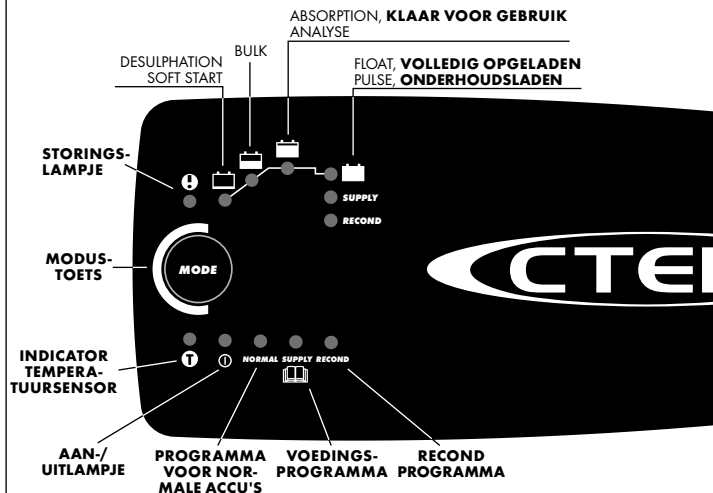 ABSORPTION, KLAAR VOOR GEBRUIK
ANALYSE
BULK
DESULPHATION
SOFT START
FLOAT, VOLLEDIG OPGELADEN
PULSE, ONDERHOUDSLADEN
STORINGS-
LAMPJE
SUPPLY
RECOND
MODUS-
TOETS
MODE
CTE
INDICATOR
TEMPERA-
TUURSENSOR
T
NORMAL SUPPLY RECOND
AAN-/
UITLAMPJE
PROGRAMMA
VOOR NOR-
MALE ACCU'S
VOEDINGS-
PROGRAMMA
RECOND
PROGRAMMA